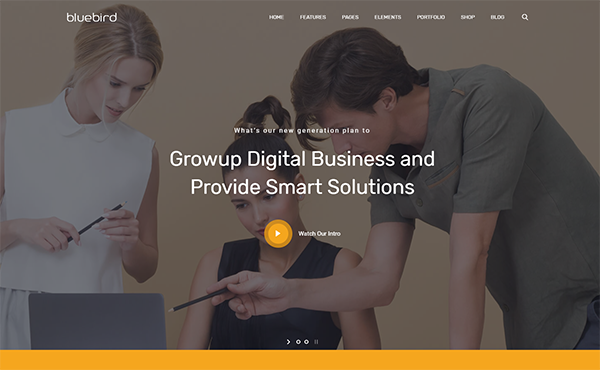 bluebird
HOME FEATURES PAGES ELEMENTS PORTFOLIO SHOP BLOG
What's our new generation plan to
Growup Digital Business and
Provide Smart Solutions
Watch Our Intro